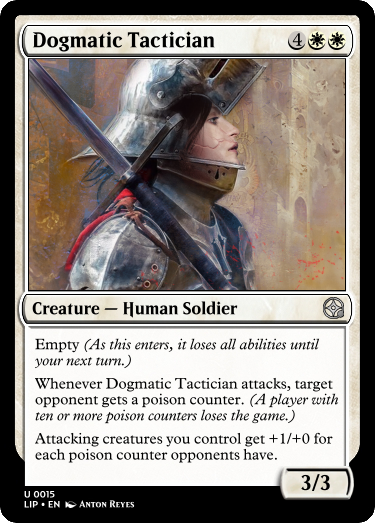 Dogmatic Tactician 4
Creature — Human Soldier
Empty (As this enters, it loses all abilities until
your next turn.)
Whenever Dogmatic Tactician attacks, target
opponent gets a poison counter. (A player with
ten or more poison counters loses the game.)
Attacking creatures you control get +1/+0 for
each poison counter opponents have.
3/3
U 0015
LIP • EN Anton Reyes